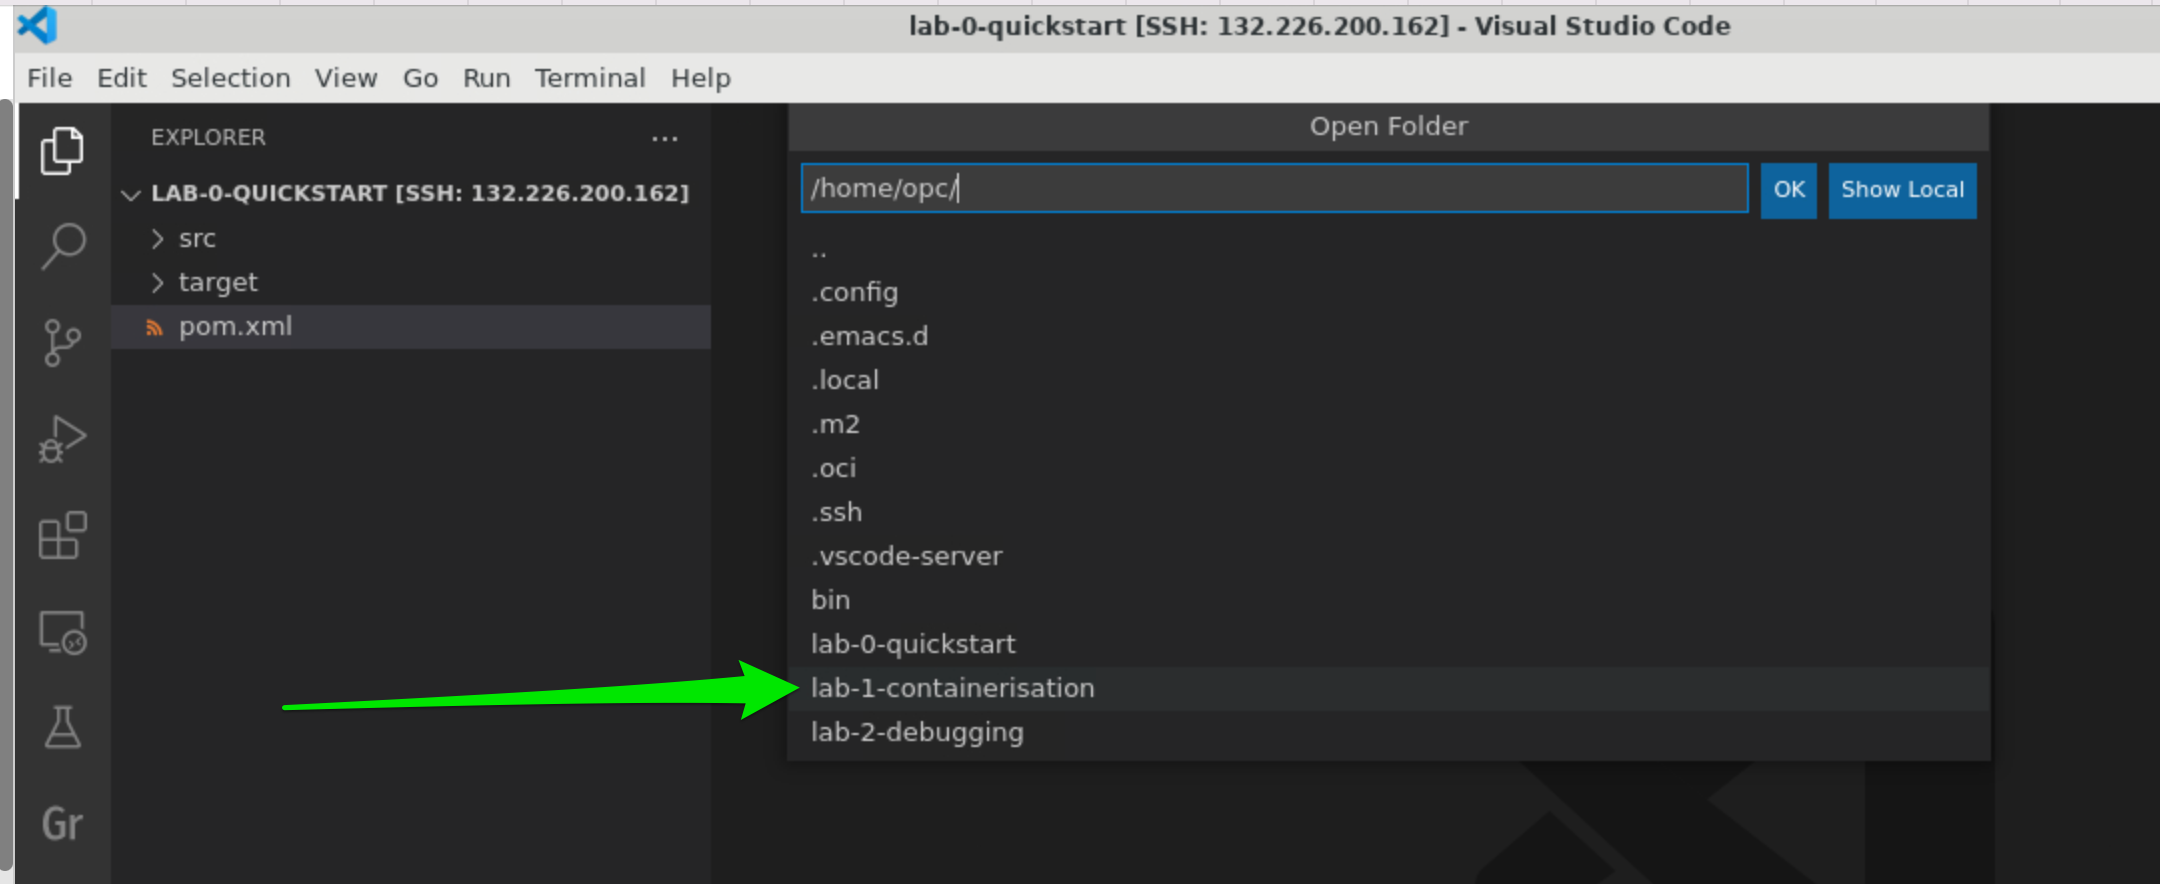 lab-0-quickstart [SSH: 132.226.200.162] - Visual Studio Code
File Edit Selection View Go Run Terminal Help
EXPLORER
LAB-0-QUICKSTART [SSH: 132.226.200.162]
src
target
pom.xml
Gr
Open Folder
/home/opc/
OK
Show Local
..
.config
.emacs.d
.local
.m2
.oci
.ssh
.vscode-server
bin
lab-0-quickstart
lab-1-containerisation
lab-2-debugging